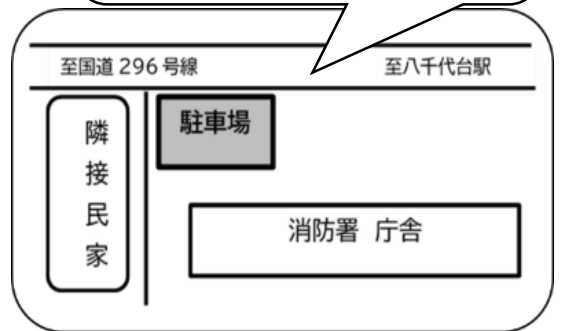 至国道 296 号線
至八千代台駅
駐車場
隣接民家
消防署 庁舎